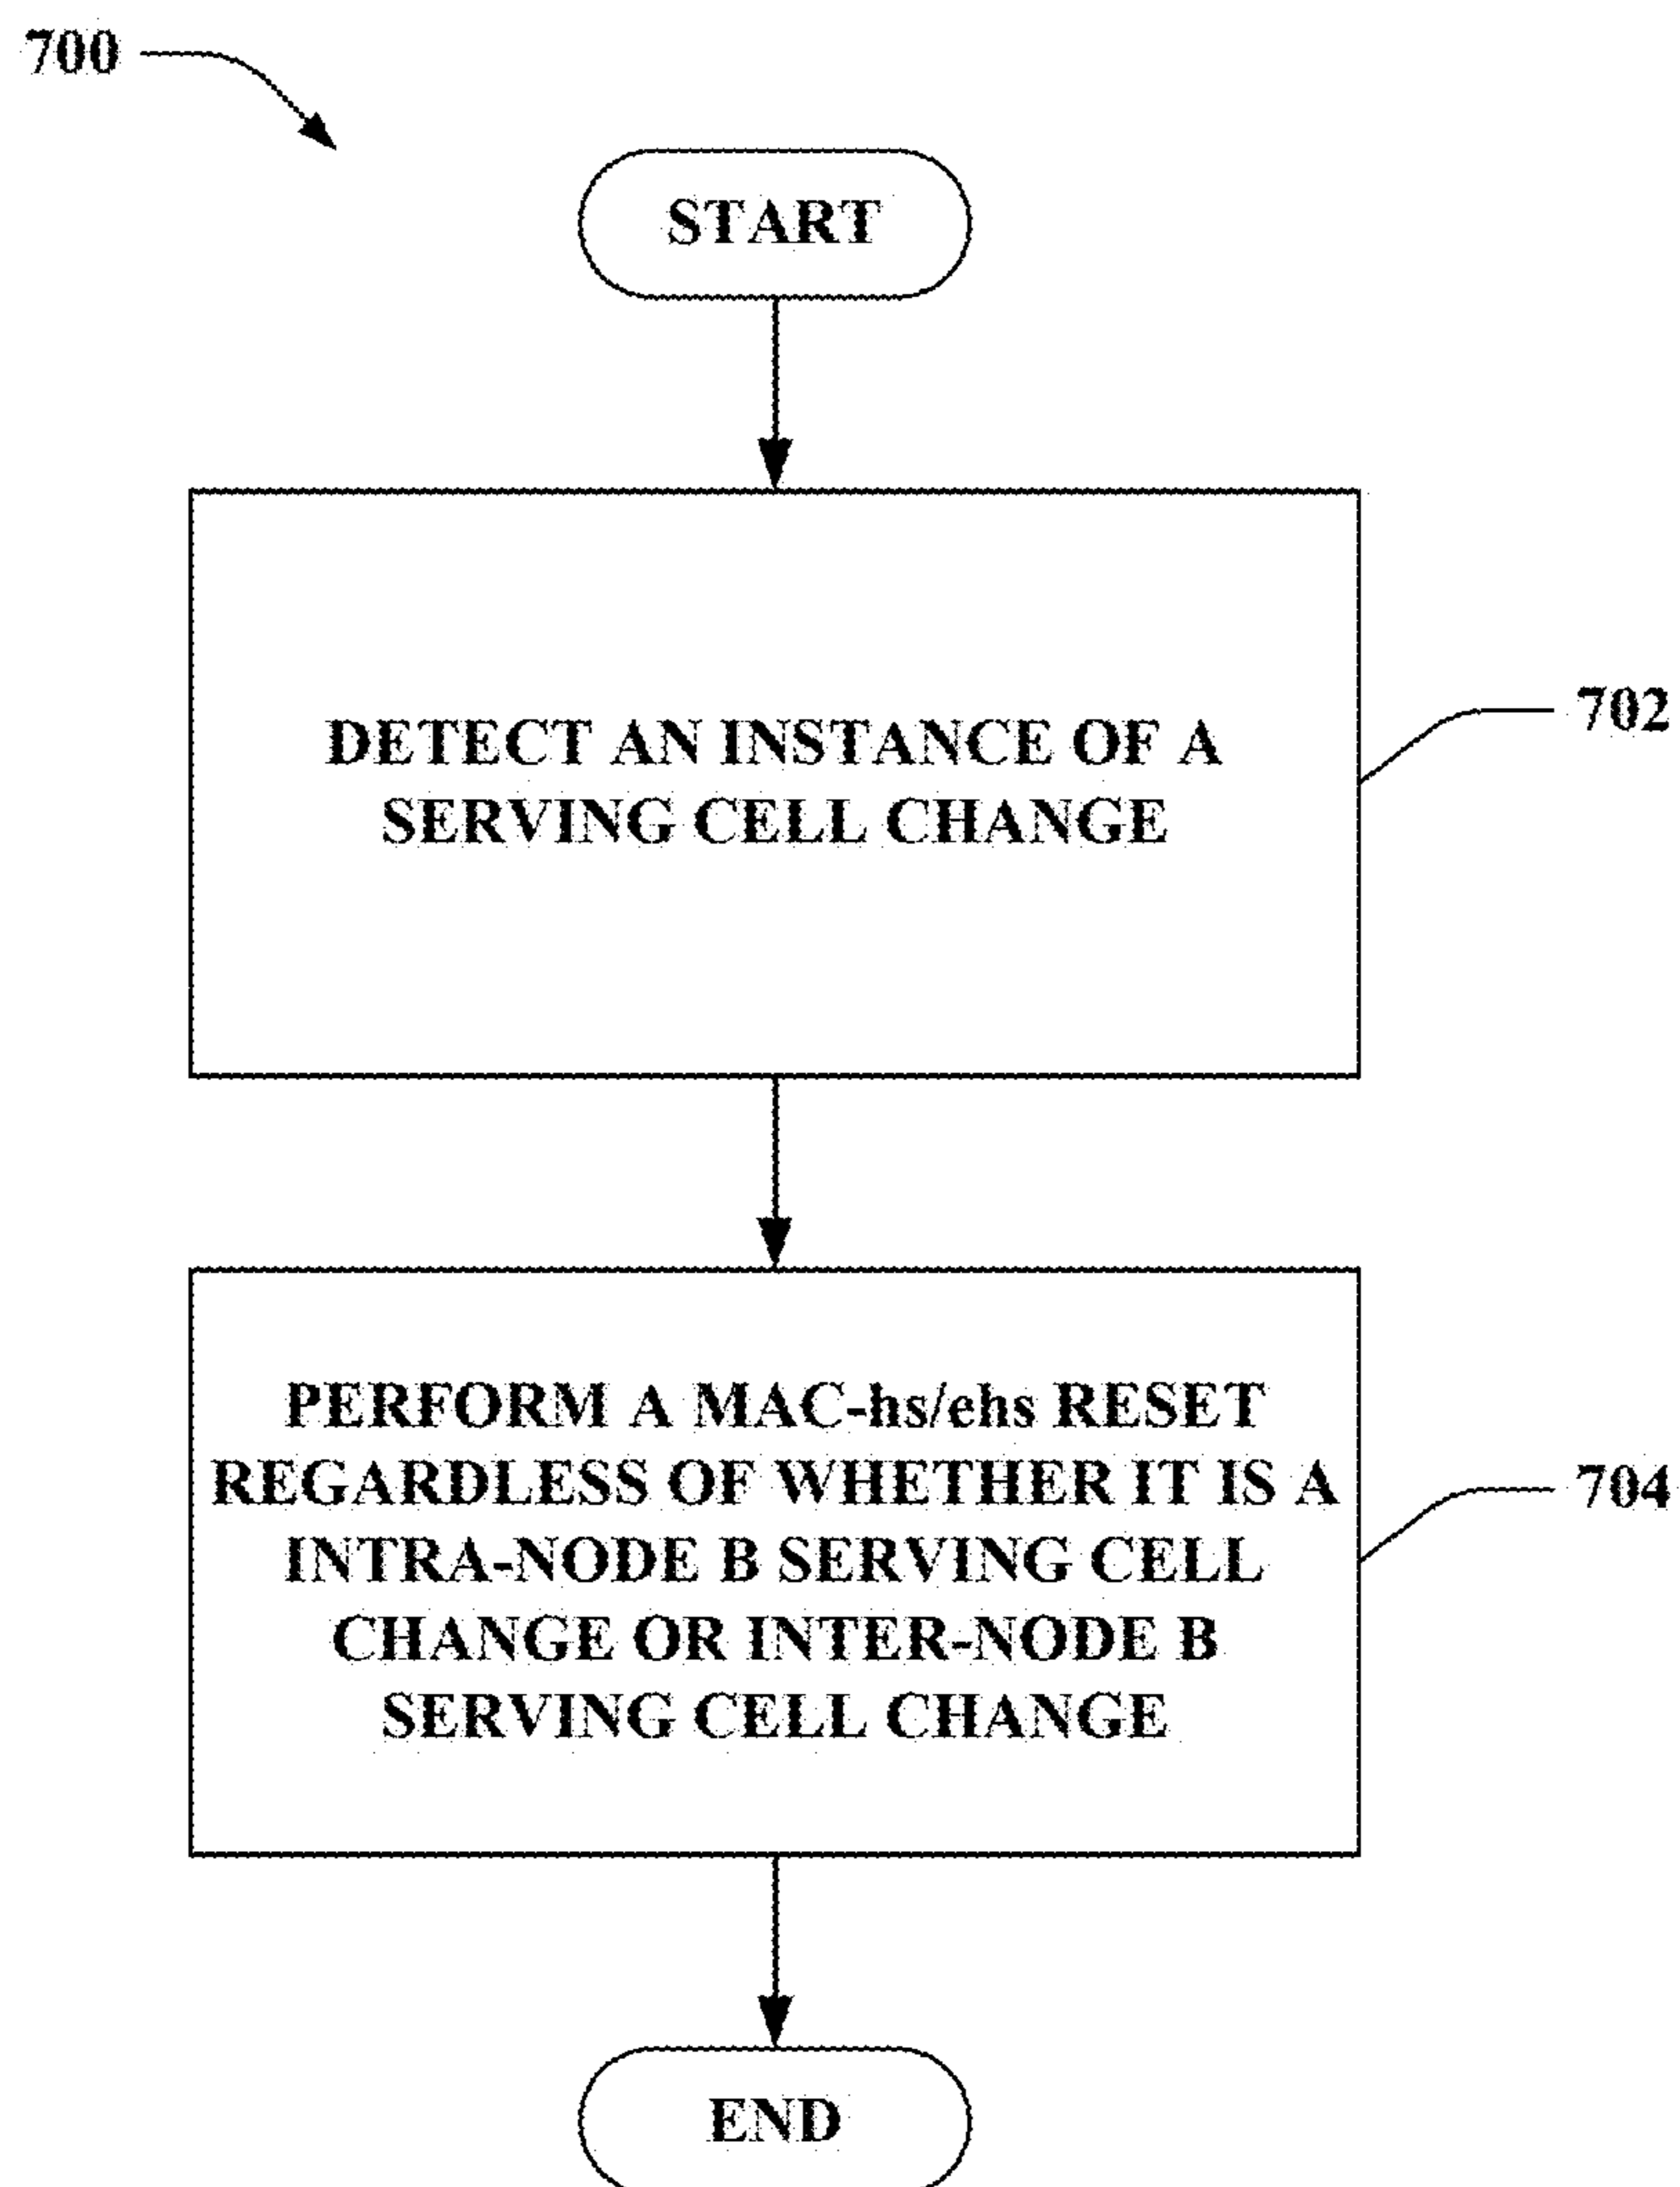 700
START
DETECT AN INSTANCE OF A
SERVING CELL CHANGE
702
PERFORM A MAC-hs/ehs RESET
REGARDLESS OF WHETHER IT IS A
INTRA-NODE B SERVING CELL
CHANGE OR INTER-NODE B
SERVING CELL CHANGE
704
END